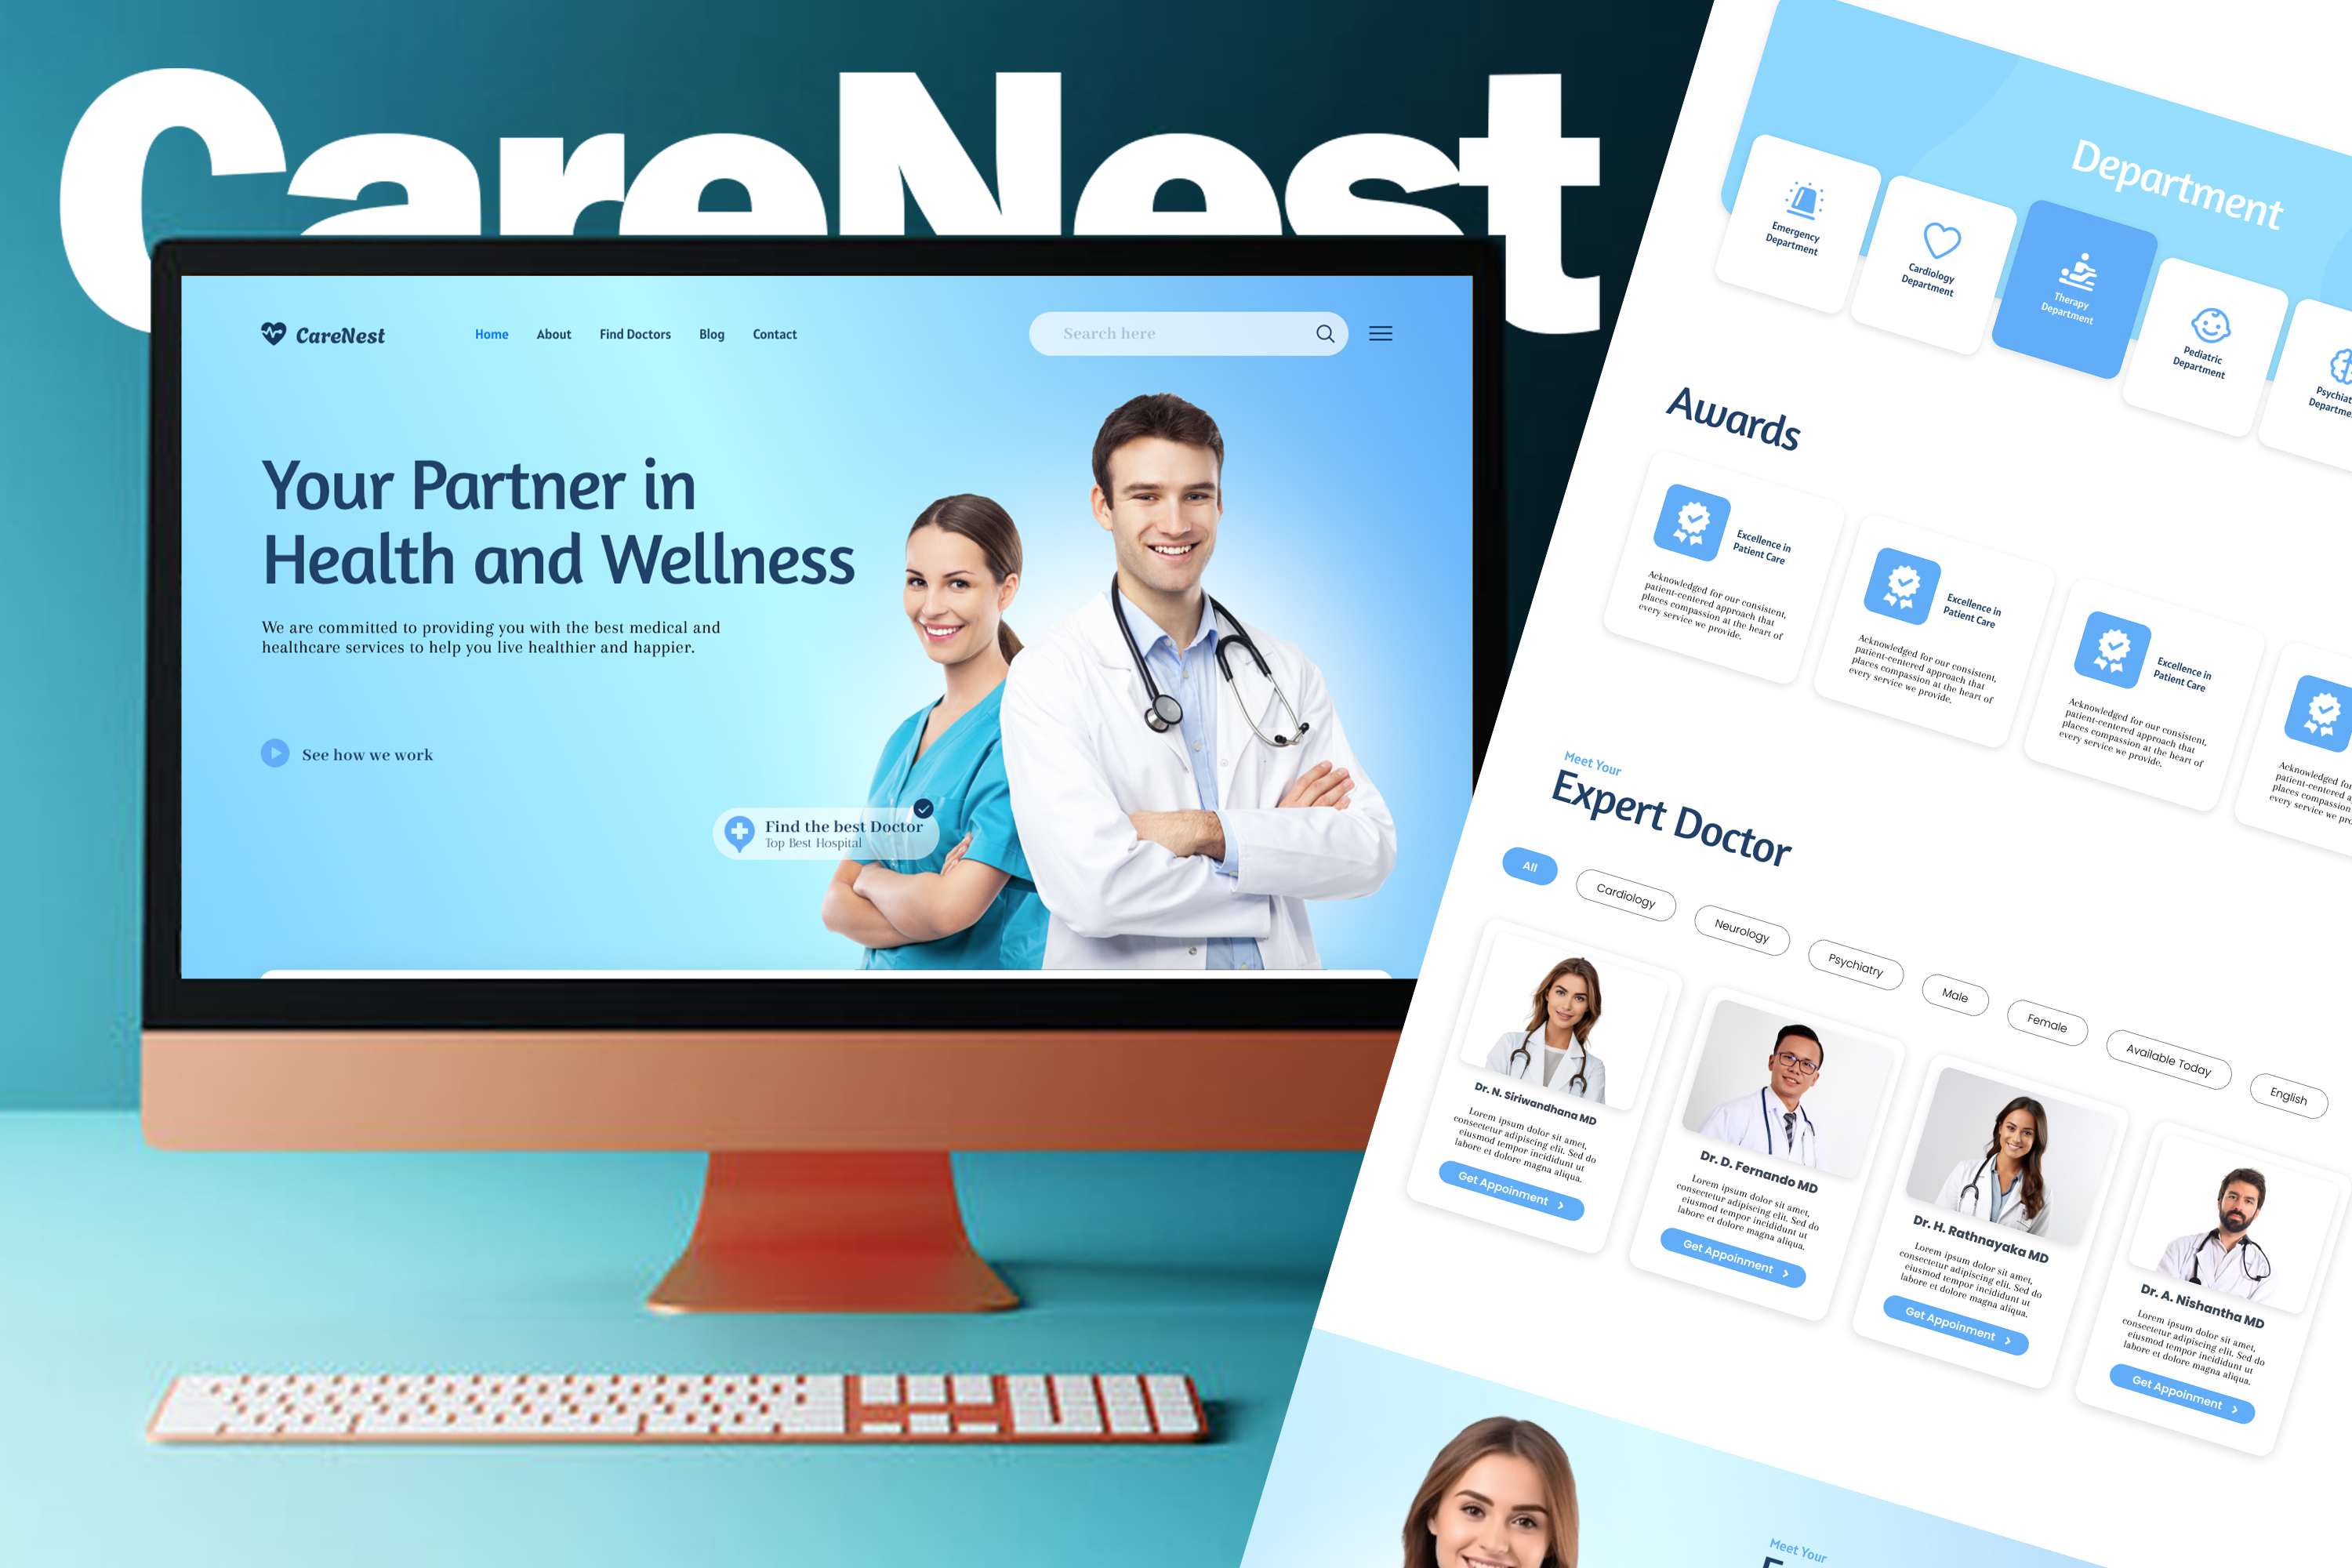 CareNest
CareNest
Home About Find Doctors Blog Contact
Search here
Your Partner in
Health and Wellness
We are committed to providing you with the best medical and
healthcare services to help you live healthier and happier.
See how we work
Find the best Doctor
Top Best Hospital
Department
Emergency
Department
Cardiology
Department
Therapy
Department
Pediatric
Department
Awards
Excellence in
Patient Care
Acknowledged for our consistent,
patient-centered approach that
places compassion at the heart of
every service we provide.
Excellence in
Patient Care
Acknowledged for our consistent,
patient-centered approach that
places compassion at the heart of
every service we provide.
Excellence in
Patient Care
Acknowledged for our consistent,
patient-centered approach that
places compassion at the heart of
every service we provide.
Acknowledged for
patient-centered
places compassion
every service we
Meet Your
Expert Doctor
All
Cardiology
Neurology
Psychiatry
Male
Female
Available Today
English
Dr. N. Siriwandhana MD
Lorem ipsum dolor sit amet,
consectetur adipiscing elit. Sed do
eiusmod tempor incididunt ut
labore et dolore magna aliqua.
Get Appoinment
Dr. D. Fernando MD
Lorem ipsum dolor sit amet,
consectetur adipiscing elit. Sed do
eiusmod tempor incididunt ut
labore et dolore magna aliqua.
Get Appoinment
Dr. H. Rathnayaka MD
Lorem ipsum dolor sit amet,
consectetur adipiscing elit. Sed do
eiusmod tempor incididunt ut
labore et dolore magna aliqua.
Get Appoinment
Dr. A. Nishantha MD
Lorem ipsum dolor sit amet,
consectetur adipiscing elit. Sed do
eiusmod tempor incididunt ut
labore et dolore magna aliqua.
Get Appoinment
Meet Your